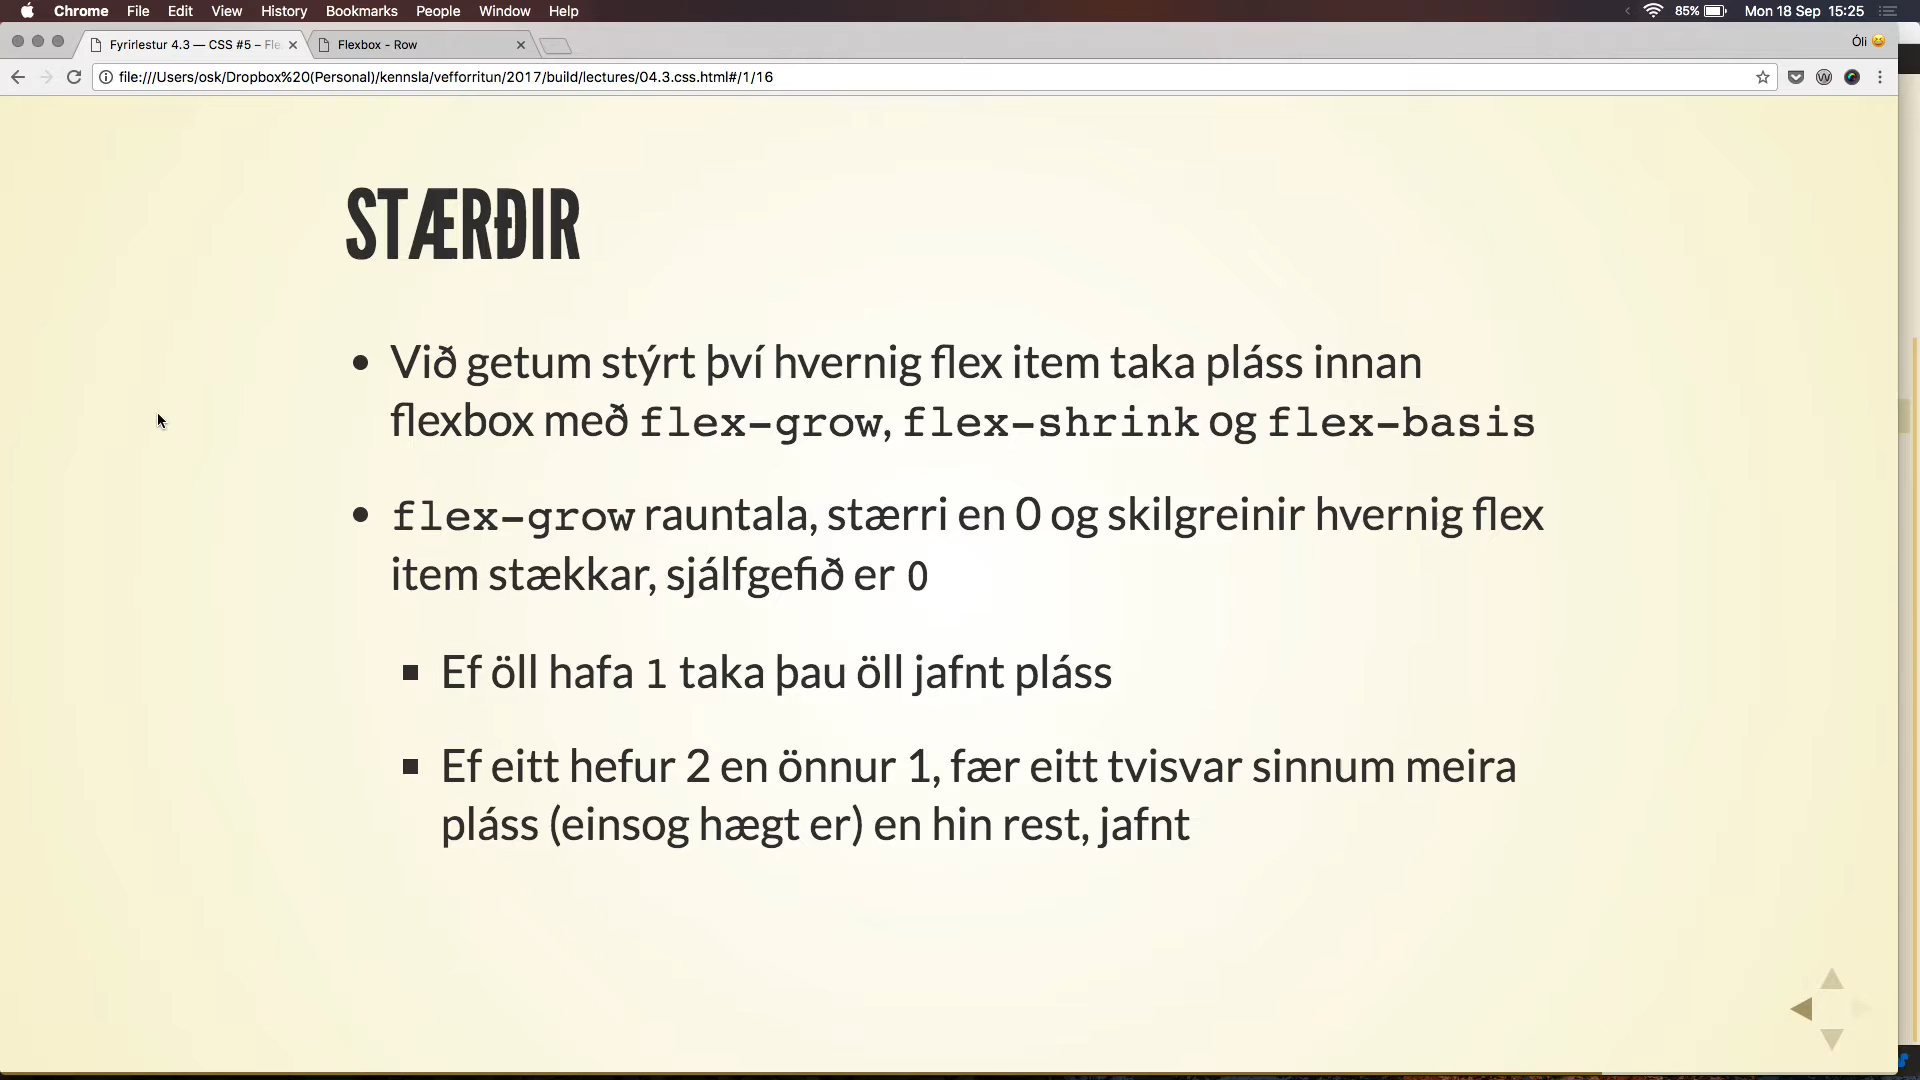 Chrome File Edit View History Bookmarks People Window Help 85% Mon 18 Sep 15:25
Fyrirlestur 4.3 — CSS #5 – Fle Flexbox - Row Óli
file:///Users/osk/Dropbox%20(Personal)/kennsla/vefforritun/2017/build/lectures/04.3.css.html#/1/16
STÆRÐIR
Við getum stýrt því hvernig flex item taka pláss innan
flexbox með flex-grow, flex-shrink og flex-basis
flex-grow rauntala, stærri en 0 og skilgreinir hvernig flex
item stækkar, sjálfgefið er 0
Ef öll hafa 1 taka þau öll jafnt pláss
Ef eitt hefur 2 en önnur 1, fær eitt tvisvar sinnum meira
pláss (einsog hægt er) en hin rest, jafnt